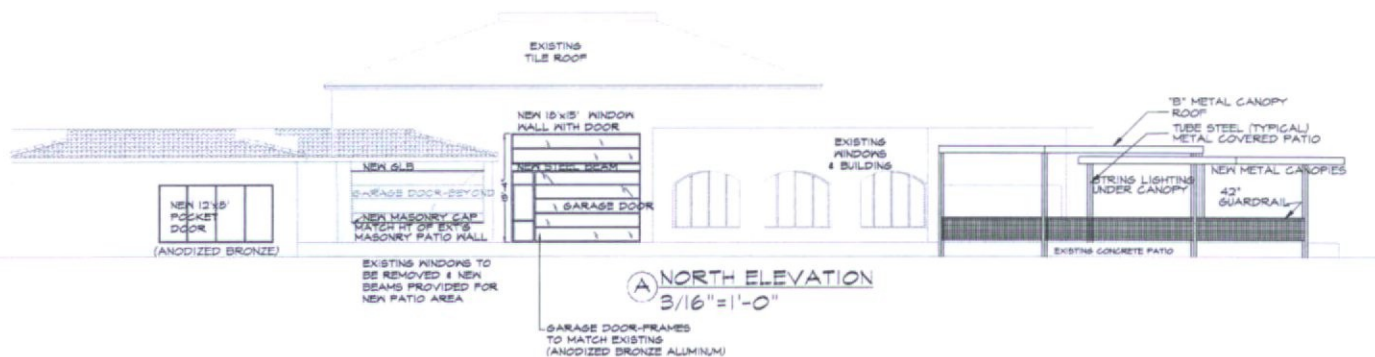 EXISTING
TILE ROOF
NEW 18'x15' WINDOW
WALL WITH DOOR
"B" METAL CANOPY
ROOF
TUBE STEEL (TYPICAL)
METAL COVERED PATIO
EXISTING
WINDOWS
& BUILDING
NEW GLB
NEW STEEL BEAM
NEW METAL CANOPIES
STRING LIGHTING
UNDER CANOPY
GARAGE DOOR-BEYOND
GARAGE DOOR
42"
GUARDRAIL
NEW 12'x8'
POCKET
DOOR
NEW MASONRY CAP
MATCH HT OF EXT'G
MASONRY PATIO WALL
(ANODIZED BRONZE)
EXISTING CONCRETE PATIO
EXISTING WINDOWS TO
BE REMOVED & NEW
BEAMS PROVIDED FOR
NEW PATIO AREA
A NORTH ELEVATION
3/16"=1'-0"
GARAGE DOOR-FRAMES
TO MATCH EXISTING
(ANODIZED BRONZE ALUMINUM)